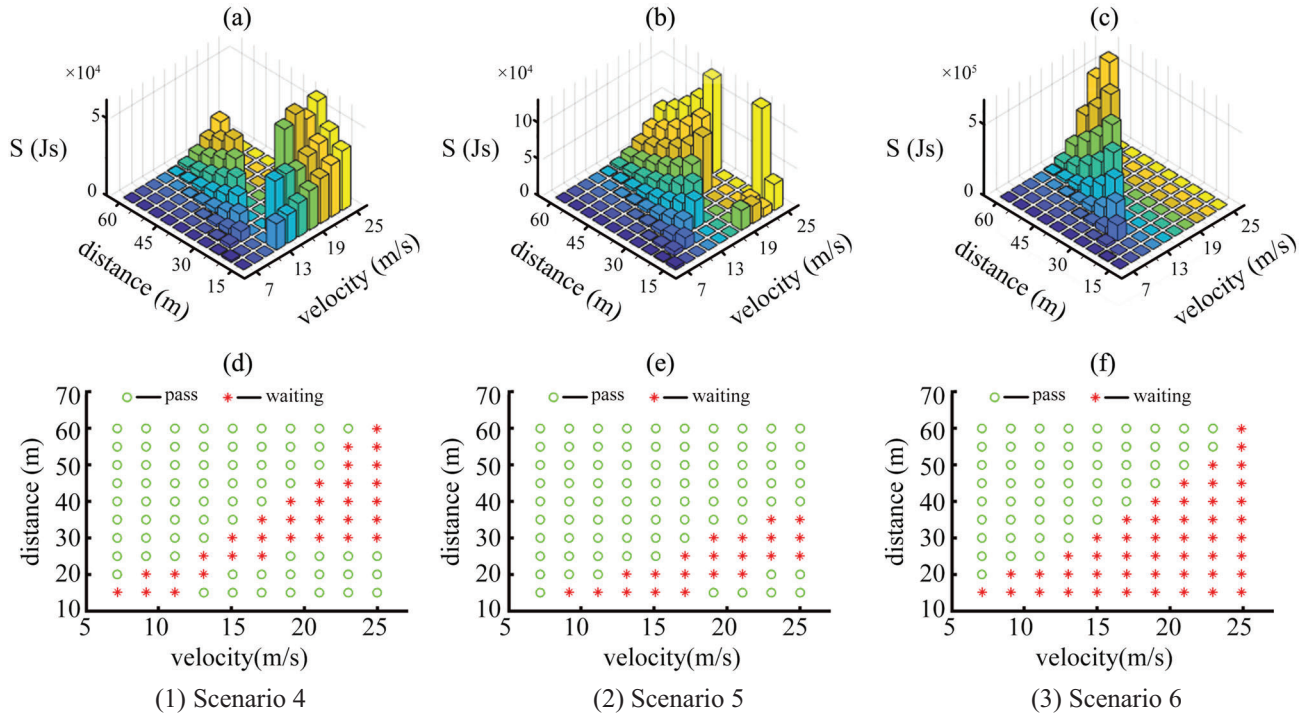 (a) (b) (c)
×10⁴ ×10⁴ ×10⁵
S (Js) 5 0
60 45 30 15
distance (m)
7 13 19 25
velocity (m/s)
S (Js) 10 5 0
60 45 30 15
distance (m)
7 13 19 25
velocity (m/s)
S (Js) 5 0
60 45 30 15
distance (m)
7 13 19 25
velocity (m/s)
(d) (e) (f)
pass waiting
distance (m)
70 60 50 40 30 20 10
5 10 15 20 25
velocity(m/s)
(1) Scenario 4
pass waiting
distance (m)
70 60 50 40 30 20 10
5 10 15 20 25
velocity(m/s)
(2) Scenario 5
pass waiting
distance (m)
70 60 50 40 30 20 10
5 10 15 20 25
velocity(m/s)
(3) Scenario 6